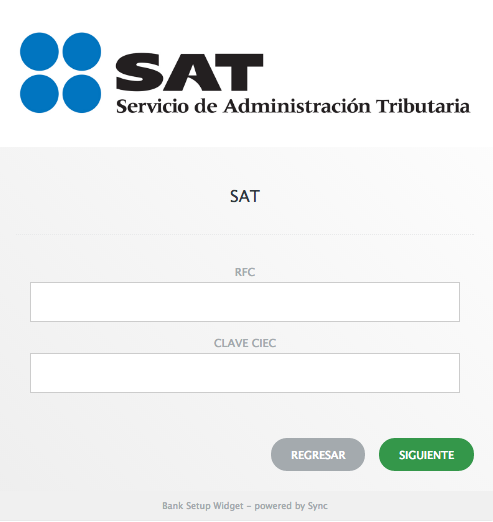 SAT
Servicio de Administración Tributaria
SAT
RFC
CLAVE CIEC
REGRESAR
SIGUIENTE
Bank Setup Widget - powered by Sync